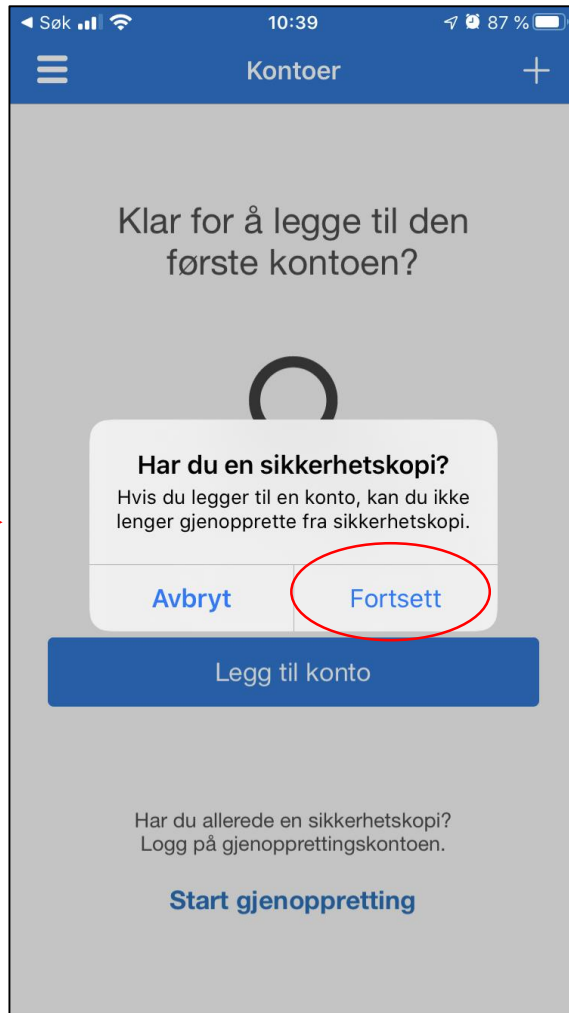 ◀ Søk 10:39 87 %
Kontoer
Klar for å legge til den
første kontoen?
Har du en sikkerhetskopi?
Hvis du legger til en konto, kan du ikke
lenger gjenopprette fra sikkerhetskopi.
Avbryt Fortsett
Legg til konto
Har du allerede en sikkerhetskopi?
Logg på gjenopprettingskontoen.
Start gjenoppretting